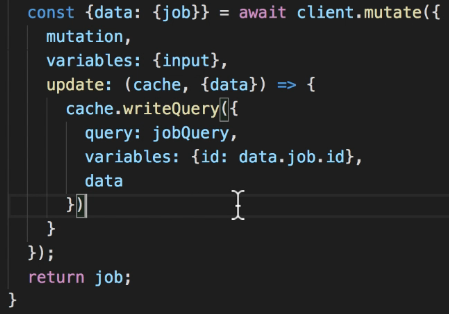 const {data: {job}} = await client.mutate({
  mutation,
  variables: {input},
  update: (cache, {data}) => {
    cache.writeQuery({
      query: jobQuery,
      variables: {id: data.job.id},
      data
    })
  }
});
return job;
}